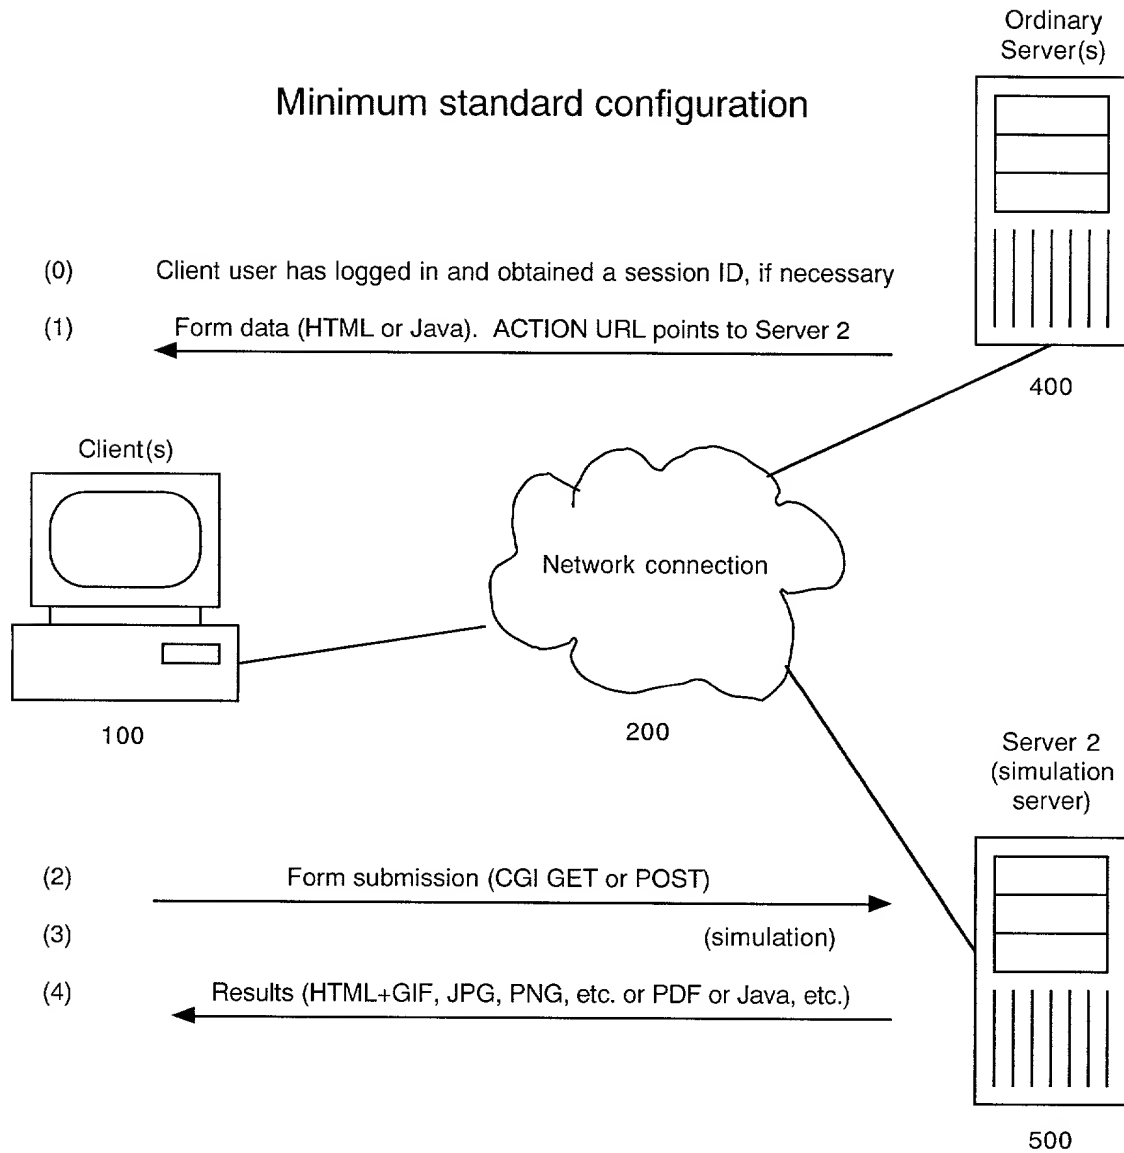 Ordinary
Server(s)
Minimum standard configuration
(0) Client user has logged in and obtained a session ID, if necessary
(1) Form data (HTML or Java). ACTION URL points to Server 2
400
Client(s)
Network connection
100
200
Server 2
(simulation
server)
(2) Form submission (CGI GET or POST)
(3) (simulation)
(4) Results (HTML+GIF, JPG, PNG, etc. or PDF or Java, etc.)
500